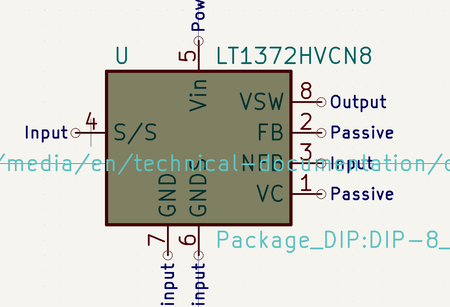 Pow
5
U
LT1372HVCN8
Vin
VSW
8
Output
Input
4
S/S
FB
2
Passive
/media/en/technical-documentation/
NFB
3
Input
VC
1
Passive
GND
GNDS
7
6
Package_DIP:DIP-8_
input
input